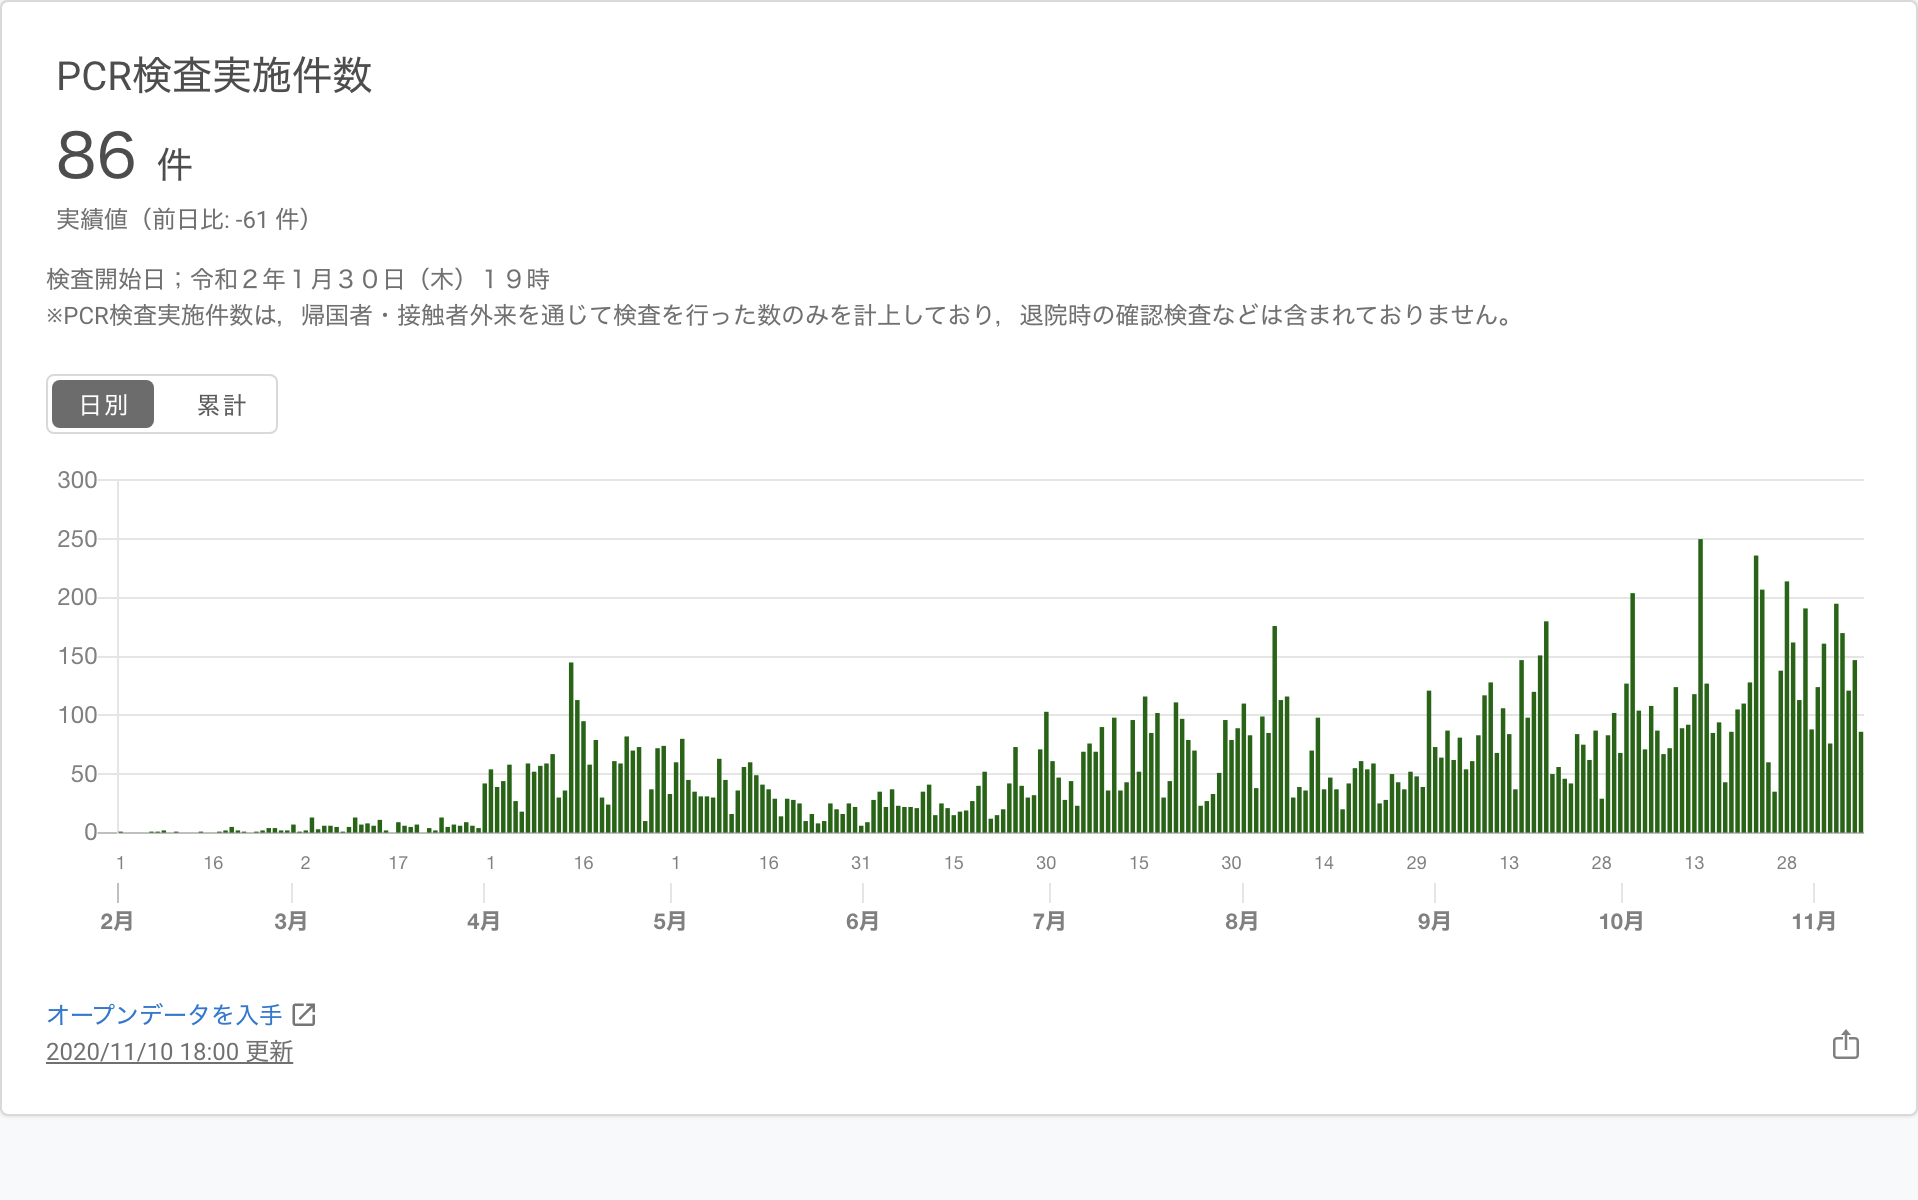 PCR検査実施件数
86 件
実績値（前日比: -61 件）
検査開始日；令和２年１月３０日（木）１９時
※PCR検査実施件数は，帰国者・接触者外来を通じて検査を行った数のみを計上しており，退院時の確認検査などは含まれておりません。
日別 累計
300
250
200
150
100
50
0
1 16 2 17 1 16 1 16 31 15 30 15 30 14 29 13 28 13 28
2月 3月 4月 5月 6月 7月 8月 9月 10月 11月
オープンデータを入手
2020/11/10 18:00 更新